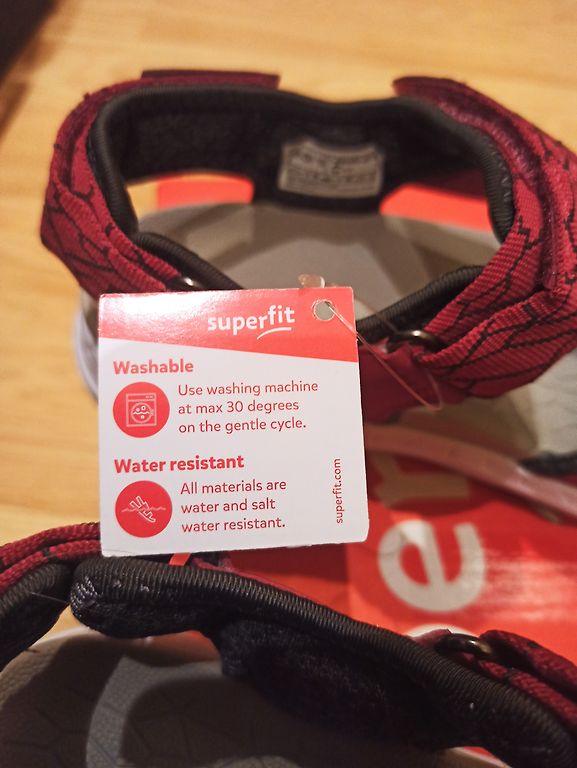 superfit
Washable
Use washing machine
at max 30 degrees
on the gentle cycle.
Water resistant
All materials are
water and salt
water resistant.
superfit.com
per